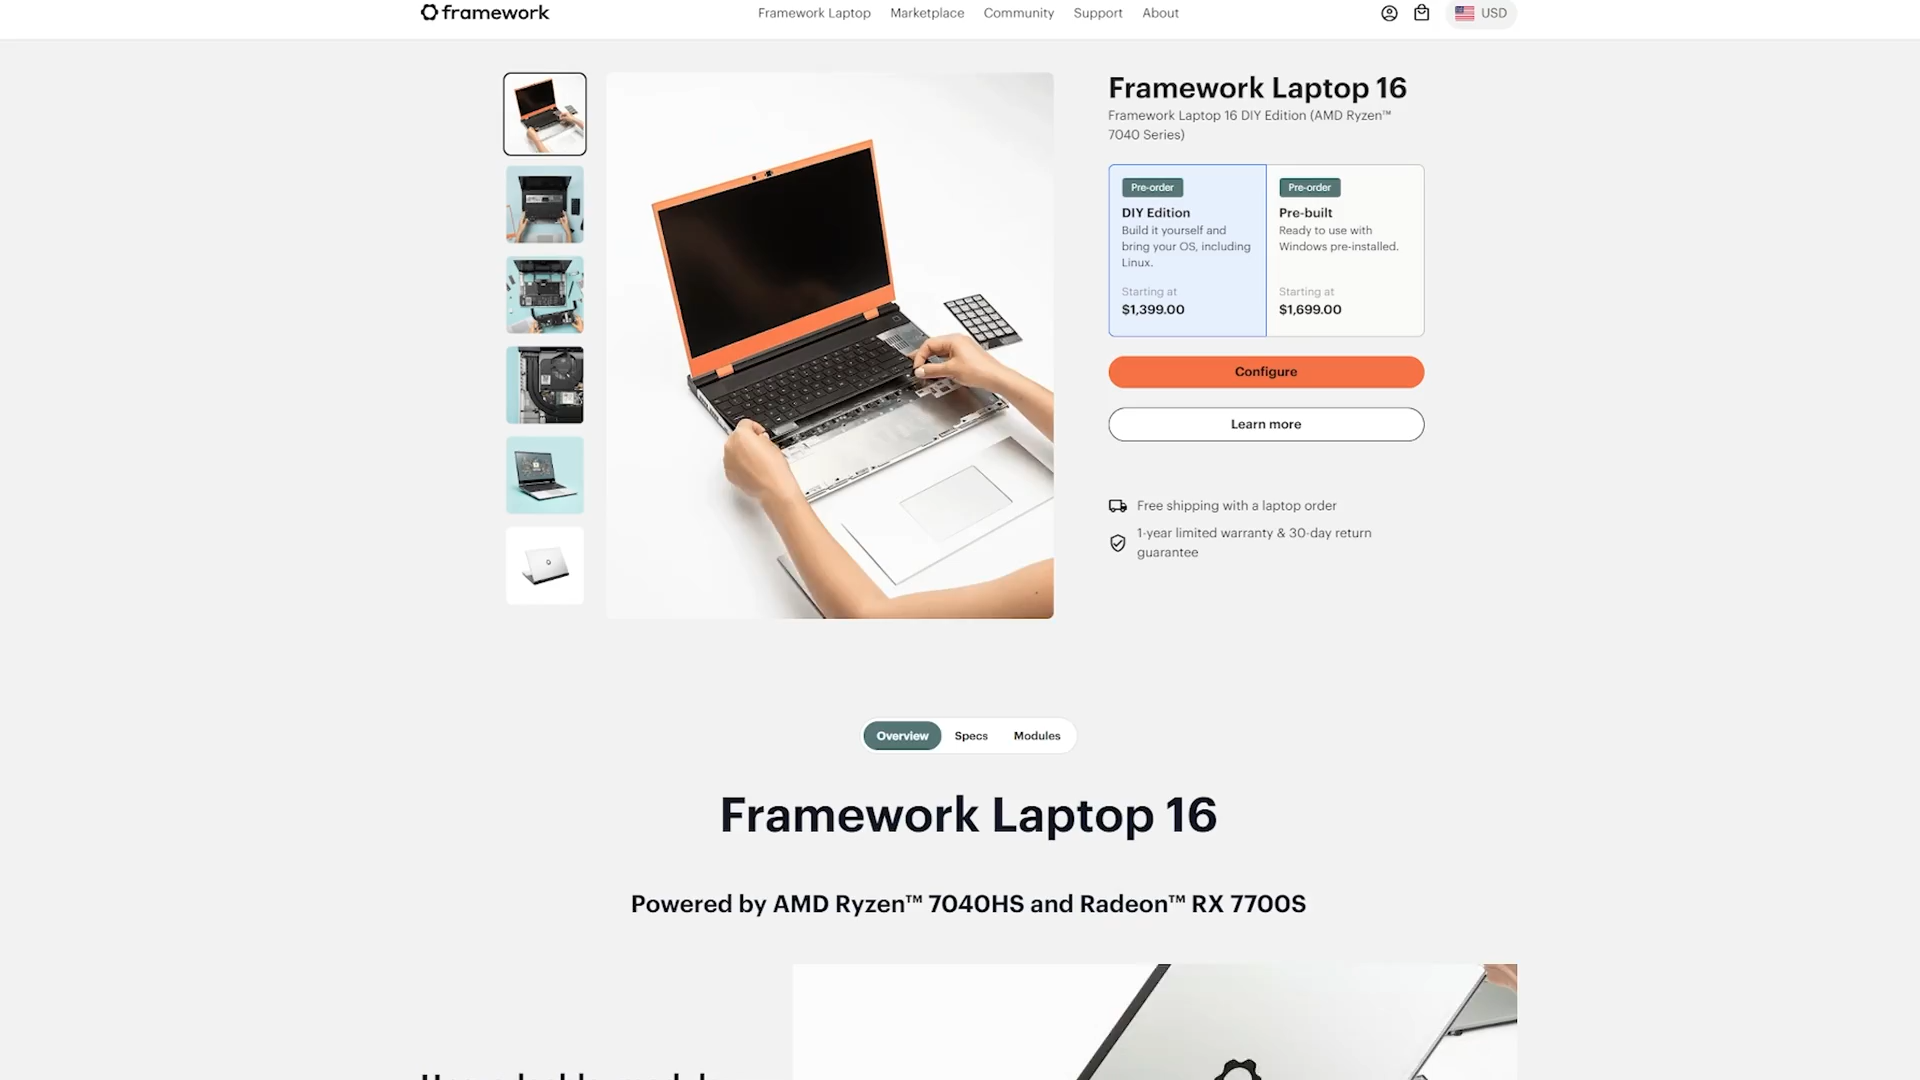 framework
Framework Laptop
Marketplace
Community
Support
About
USD
Framework Laptop 16
Framework Laptop 16 DIY Edition (AMD Ryzen™
7040 Series)
Pre-order
DIY Edition
Build it yourself and
bring your OS, including
Linux.
Starting at
$1,399.00
Pre-order
Pre-built
Ready to use with
Windows pre-installed.
Starting at
$1,699.00
Configure
Learn more
Free shipping with a laptop order
1-year limited warranty & 30-day return
guarantee
Overview
Specs
Modules
Framework Laptop 16
Powered by AMD Ryzen™ 7040HS and Radeon™ RX 7700S